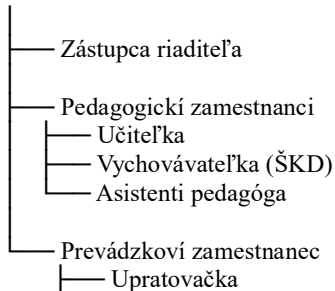 Zástupca riaditeľa
Pedagogickí zamestnanci
Učiteľka
Vychovávateľka (ŠKD)
Asistenti pedagóga
Prevádzkoví zamestnanec
Upratovačka